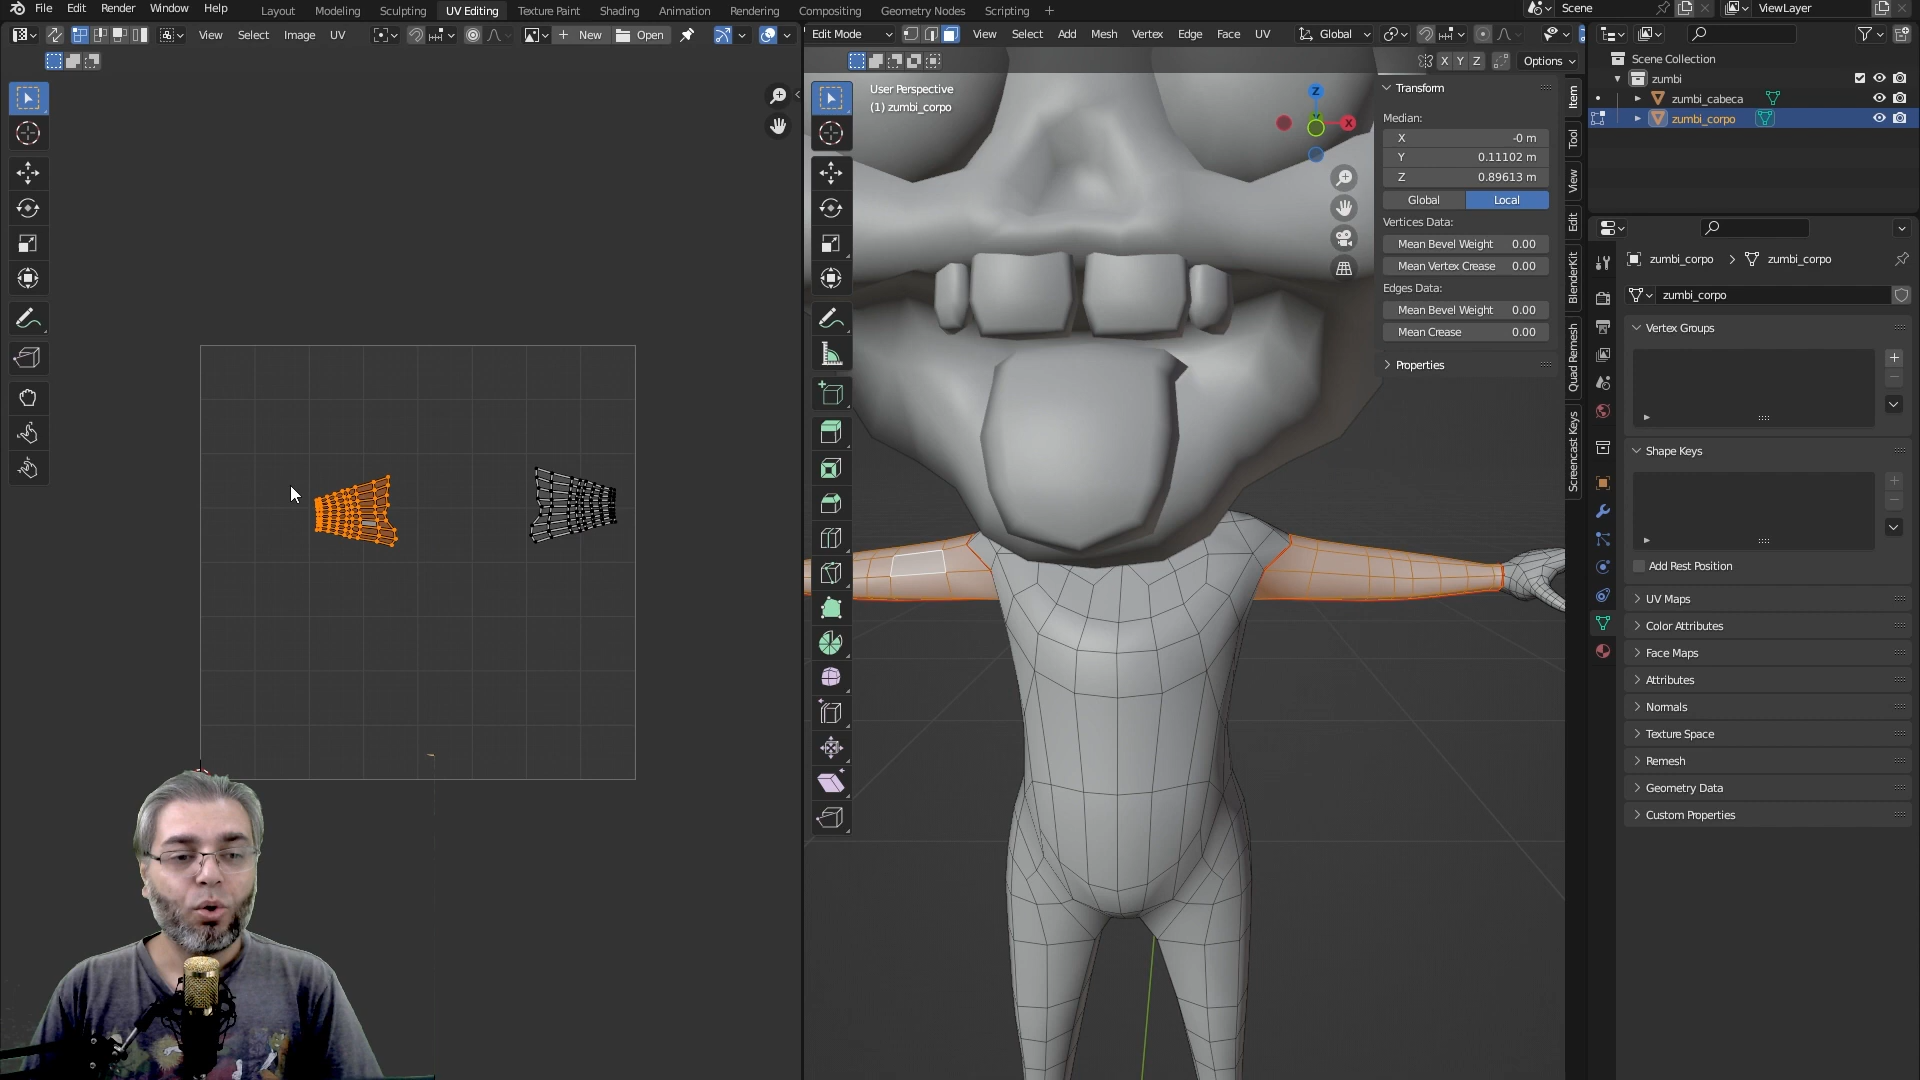 File Edit Render Window Help Layout Modeling Sculpting UV Editing Texture Paint Shading Animation Rendering Compositing Geometry Nodes Scripting + Scene ViewLayer
View Select Image UV New Open Edit Mode View Select Add Mesh Vertex Edge Face UV Global
X Y Z Options
User Perspective
(1) zumbi_corpo
Z
X
Transform
Median:
X -0 m
Y 0.11102 m
Z 0.89613 m
Global Local
Vertices Data:
Mean Bevel Weight 0.00
Mean Vertex Crease 0.00
Edges Data:
Mean Bevel Weight 0.00
Mean Crease 0.00
Properties
Item
Tool
View
Edit
BlenderKit
Quad Remesh
Screencast Keys
Scene Collection
zumbi
zumbi_cabeca
zumbi_corpo
zumbi_corpo zumbi_corpo
zumbi_corpo
Vertex Groups
Shape Keys
Add Rest Position
UV Maps
Color Attributes
Face Maps
Attributes
Normals
Texture Space
Remesh
Geometry Data
Custom Properties